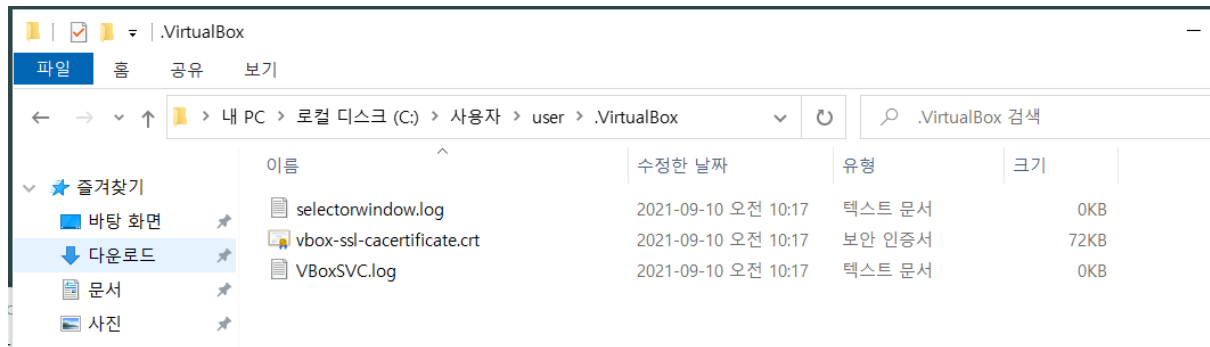 .VirtualBox
파일 홈 공유 보기
내 PC > 로컬 디스크 (C:) > 사용자 > user > .VirtualBox
.VirtualBox 검색
즐겨찾기
바탕 화면
다운로드
문서
사진
이름 수정한 날짜 유형 크기
selectorwindow.log 2021-09-10 오전 10:17 텍스트 문서 0KB
vbox-ssl-cacertificate.crt 2021-09-10 오전 10:17 보안 인증서 72KB
VBoxSVC.log 2021-09-10 오전 10:17 텍스트 문서 0KB